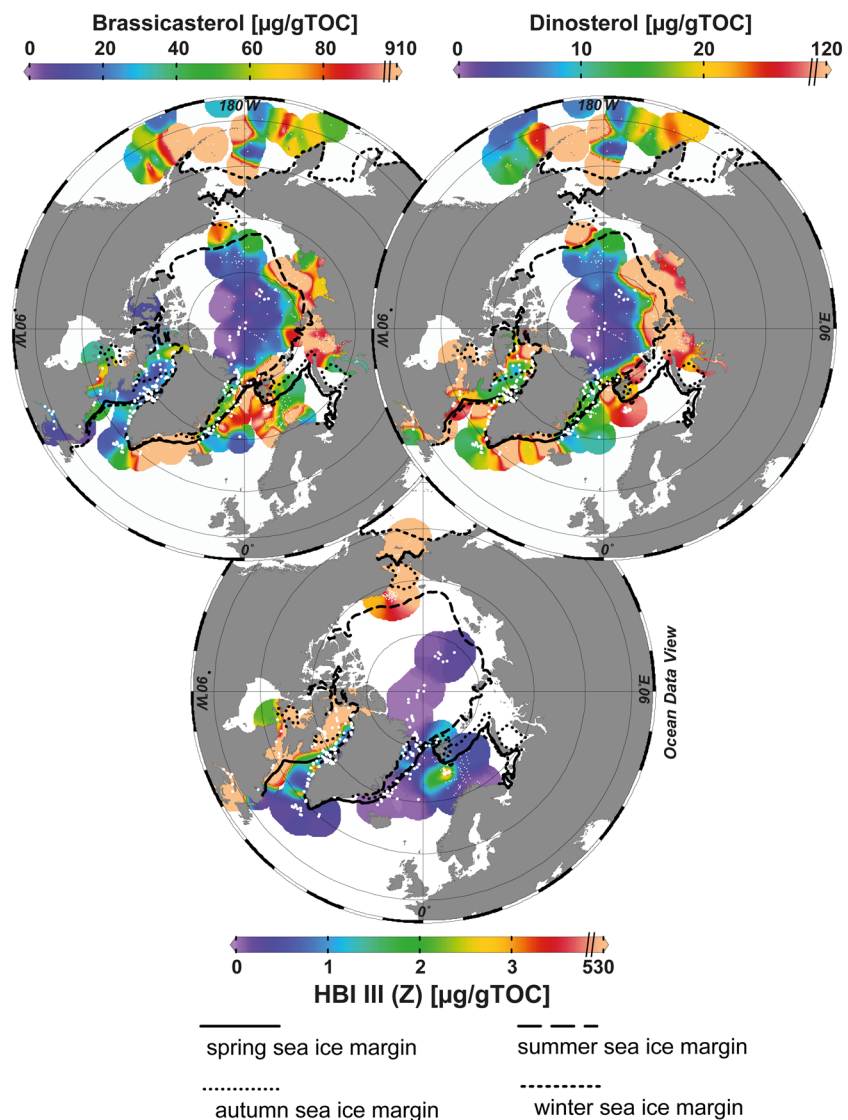 Brassicasterol [µg/gTOC]
0 20 40 60 80 910
Dinosterol [µg/gTOC]
0 10 20 120
180˚W
180˚W
90˚W
90˚W
90˚E
0˚
0˚
90˚W
90˚E
Ocean Data View
0˚
0 1 2 3 530
HBI III (Z) [µg/gTOC]
spring sea ice margin
summer sea ice margin
autumn sea ice margin
winter sea ice margin